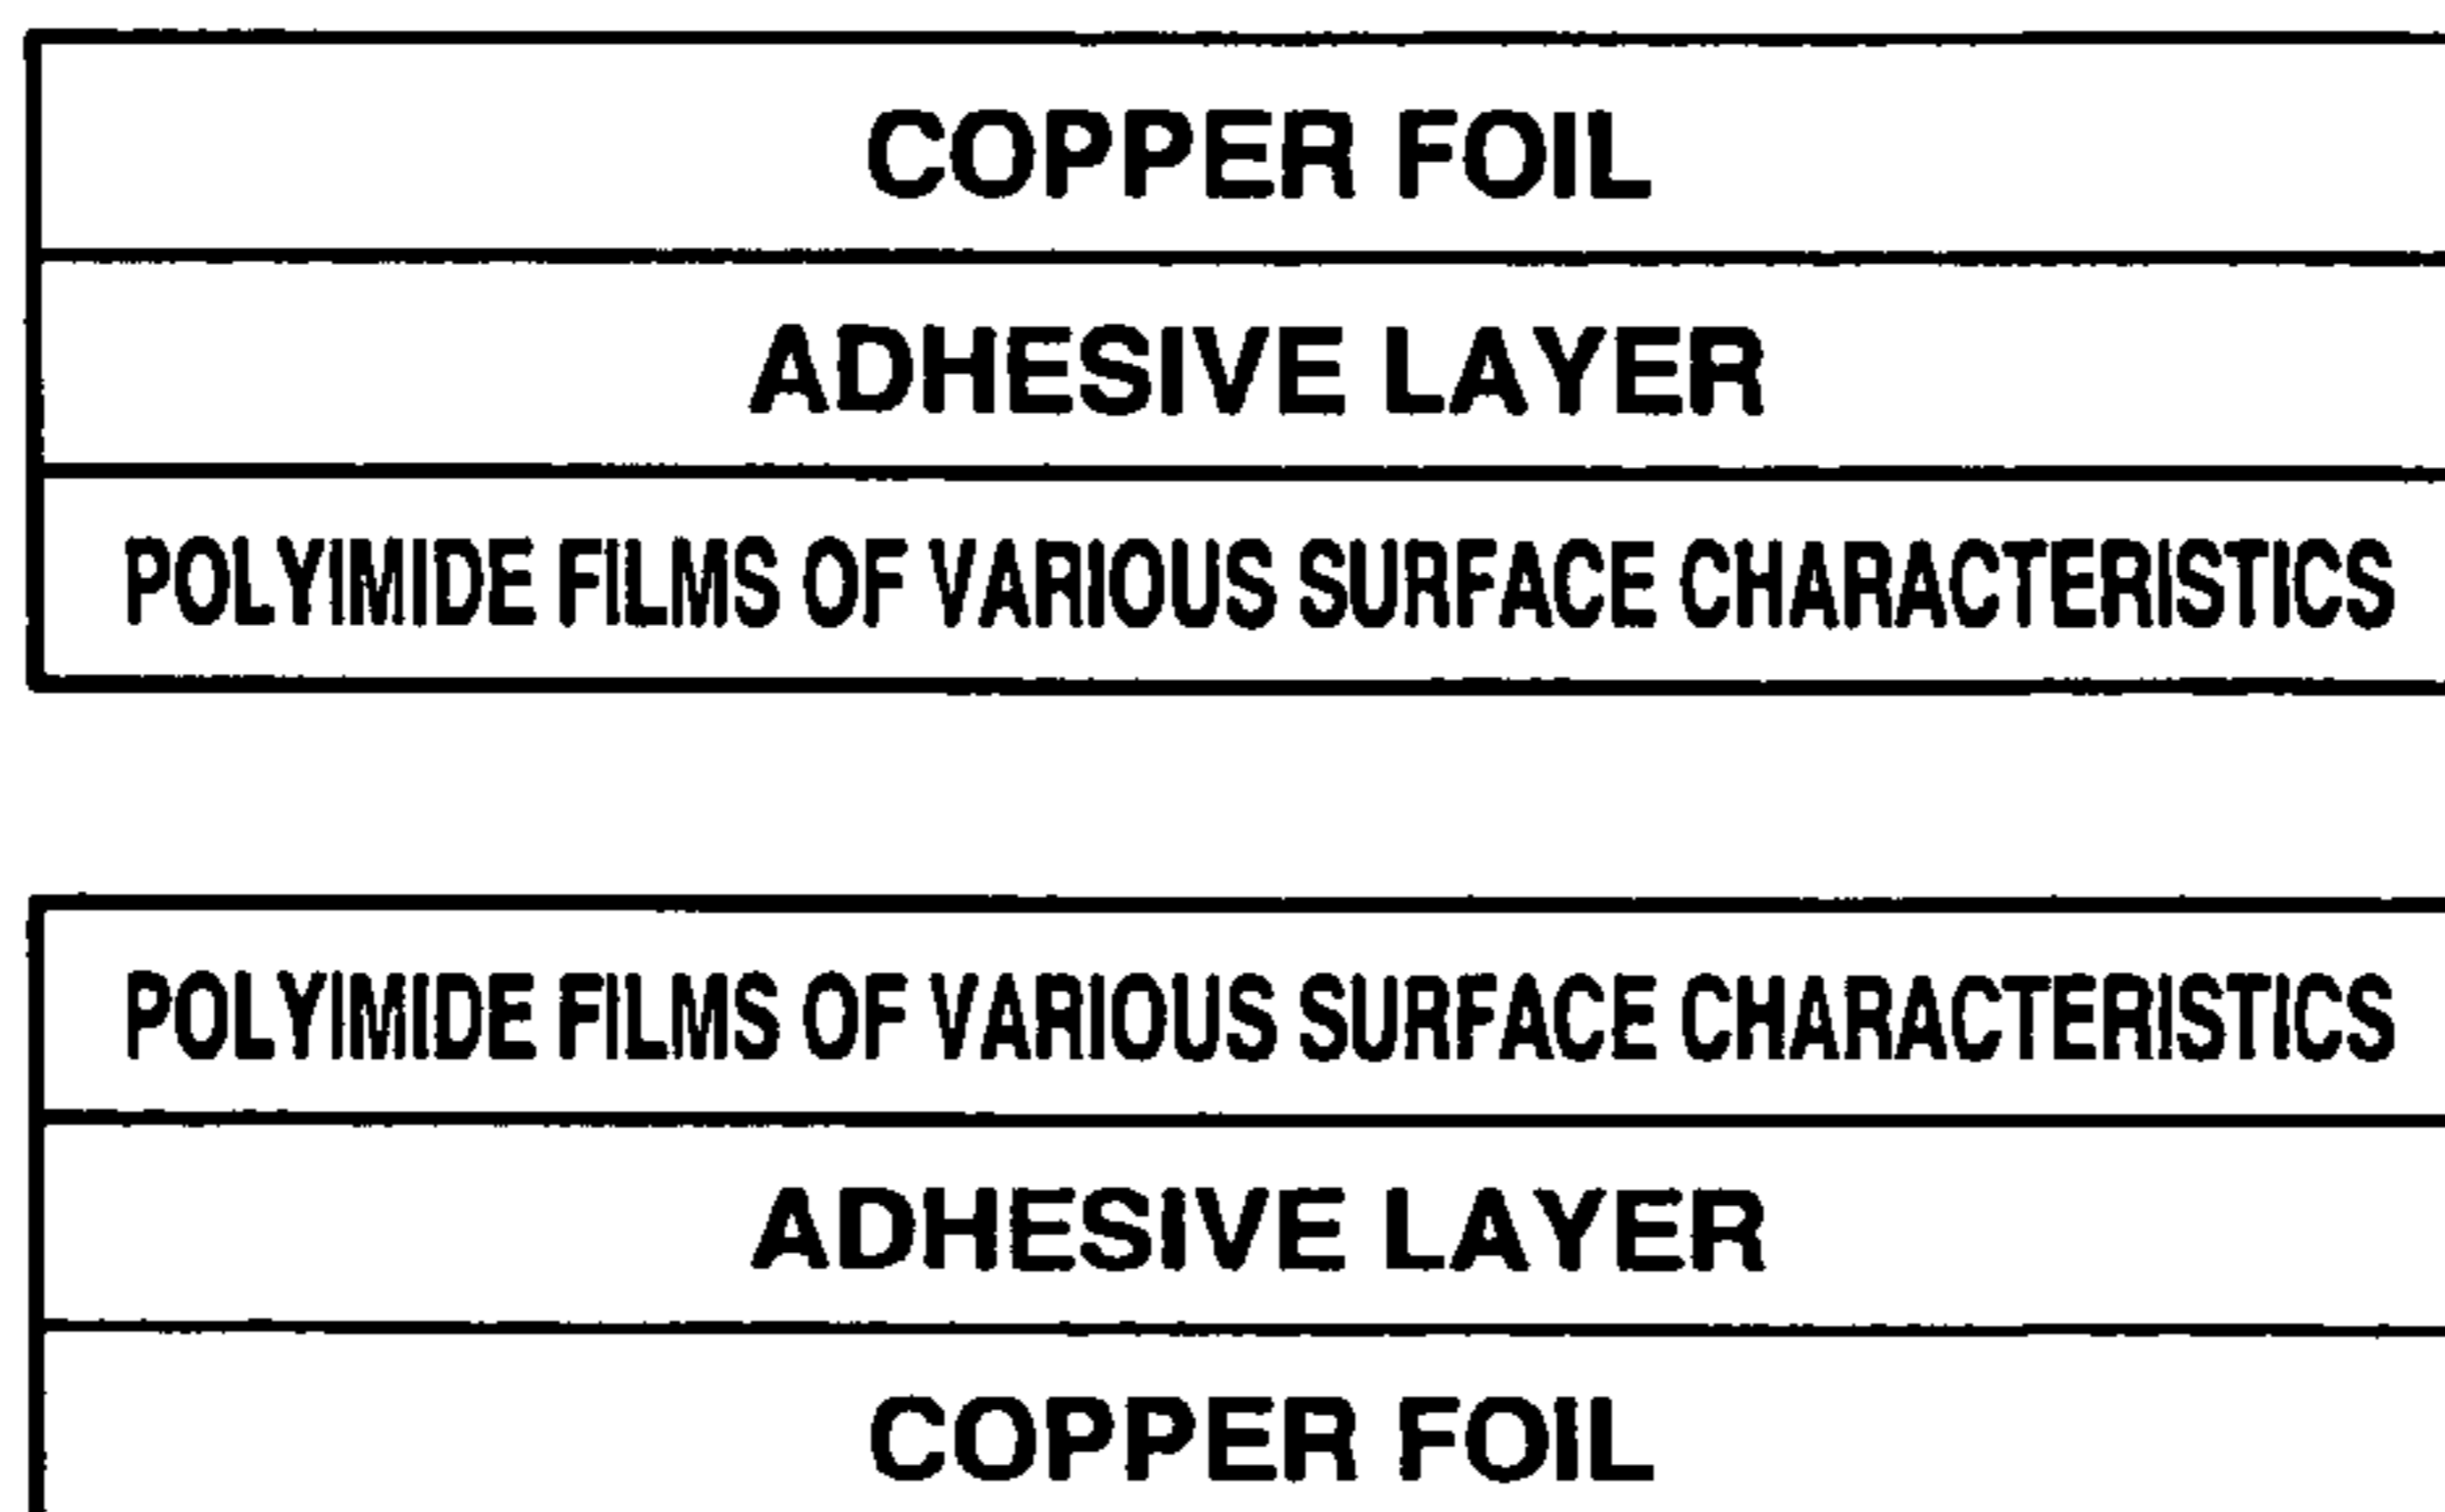 COPPER FOIL
ADHESIVE LAYER
POLYIMIDE FILMS OF VARIOUS SURFACE CHARACTERISTICS
POLYIMIDE FILMS OF VARIOUS SURFACE CHARACTERISTICS
ADHESIVE LAYER
COPPER FOIL